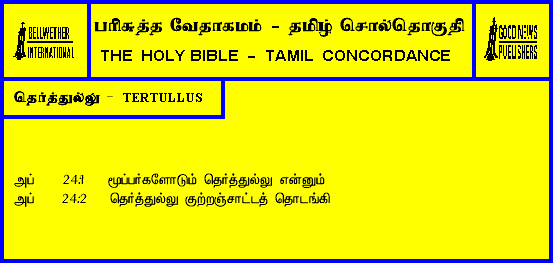 BELLWETHER
INTERNATIONAL
பரிசுத்த வேதாகமம் - தமிழ் சொல்தொகுதி
THE HOLY BIBLE - TAMIL CONCORDANCE
GOOD NEWS
PUBLISHERS
தெர்த்துல்லு - TERTULLUS
அப் 24:1 மூப்பர்களோடும் தெர்த்துல்லு என்னும்
அப் 24:2 தெர்த்துல்லு குற்றஞ்சாட்டத் தொடங்கி